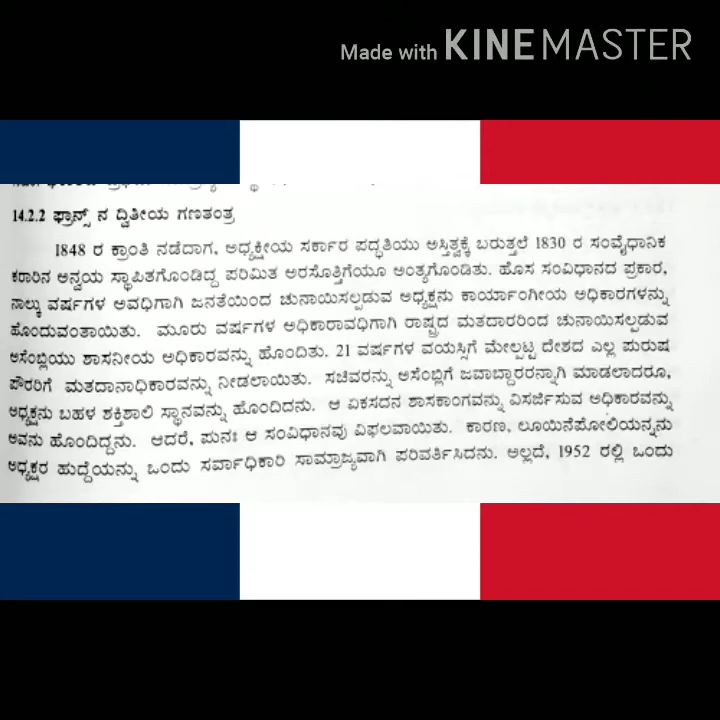 Made with KINEMASTER
14.2.2 ಫ್ರಾನ್ಸ್ ನ ದ್ವಿತೀಯ ಗಣತಂತ್ರ
1848 ರ ಕ್ರಾಂತಿ ನಡೆದಾಗ, ಅಧ್ಯಕ್ಷೀಯ ಸರ್ಕಾರ ಪದ್ಧತಿಯು ಅಸ್ತಿತ್ವಕ್ಕೆ ಬರುತ್ತಲೆ 1830 ರ ಸಂವೈಧಾನಿಕ
ಕರಾರಿನ ಅನ್ವಯ ಸ್ಥಾಪಿತಗೊಂಡಿದ್ದ ಪರಿಮಿತ ಅರಸೊತ್ತಿಗೆಯೂ ಅಂತ್ಯಗೊಂಡಿತು. ಹೊಸ ಸಂವಿಧಾನದ ಪ್ರಕಾರ,
ನಾಲ್ಕು ವರ್ಷಗಳ ಅವಧಿಗಾಗಿ ಜನತೆಯಿಂದ ಚುನಾಯಿಸಲ್ಪಡುವ ಅಧ್ಯಕ್ಷನು ಕಾರ್ಯಾಂಗೀಯ ಅಧಿಕಾರಗಳನ್ನು
ಹೊಂದುವಂತಾಯಿತು. ಮೂರು ವರ್ಷಗಳ ಅಧಿಕಾರಾವಧಿಗಾಗಿ ರಾಷ್ಟ್ರದ ಮತದಾರರಿಂದ ಚುನಾಯಿಸಲ್ಪಡುವ
ಅಸೆಂಬ್ಲಿಯು ಶಾಸನೀಯ ಅಧಿಕಾರವನ್ನು ಹೊಂದಿತು. 21 ವರ್ಷಗಳ ವಯಸ್ಸಿಗೆ ಮೇಲ್ಪಟ್ಟ ದೇಶದ ಎಲ್ಲ ಪುರುಷ
ಪೌರರಿಗೆ ಮತದಾನಾಧಿಕಾರವನ್ನು ನೀಡಲಾಯಿತು. ಸಚಿವರನ್ನು ಅಸೆಂಬ್ಲಿಗೆ ಜವಾಬ್ದಾರರನ್ನಾಗಿ ಮಾಡಲಾದರೂ,
ಅಧ್ಯಕ್ಷನು ಬಹಳ ಶಕ್ತಿಶಾಲಿ ಸ್ಥಾನವನ್ನು ಹೊಂದಿದನು. ಆ ಏಕಸದನ ಶಾಸಕಾಂಗವನ್ನು ವಿಸರ್ಜಿಸುವ ಅಧಿಕಾರವನ್ನು
ಅವನು ಹೊಂದಿದ್ದನು. ಆದರೆ, ಪುನಃ ಆ ಸಂವಿಧಾನವು ವಿಫಲವಾಯಿತು. ಕಾರಣ, ಲೂಯಿನೆಪೋಲಿಯನ್ನನು
ಅಧ್ಯಕ್ಷರ ಹುದ್ದೆಯನ್ನು ಒಂದು ಸರ್ವಾಧಿಕಾರಿ ಸಾಮ್ರಾಜ್ಯವಾಗಿ ಪರಿವರ್ತಿಸಿದನು. ಅಲ್ಲದೆ, 1952 ರಲ್ಲಿ ಒಂದು